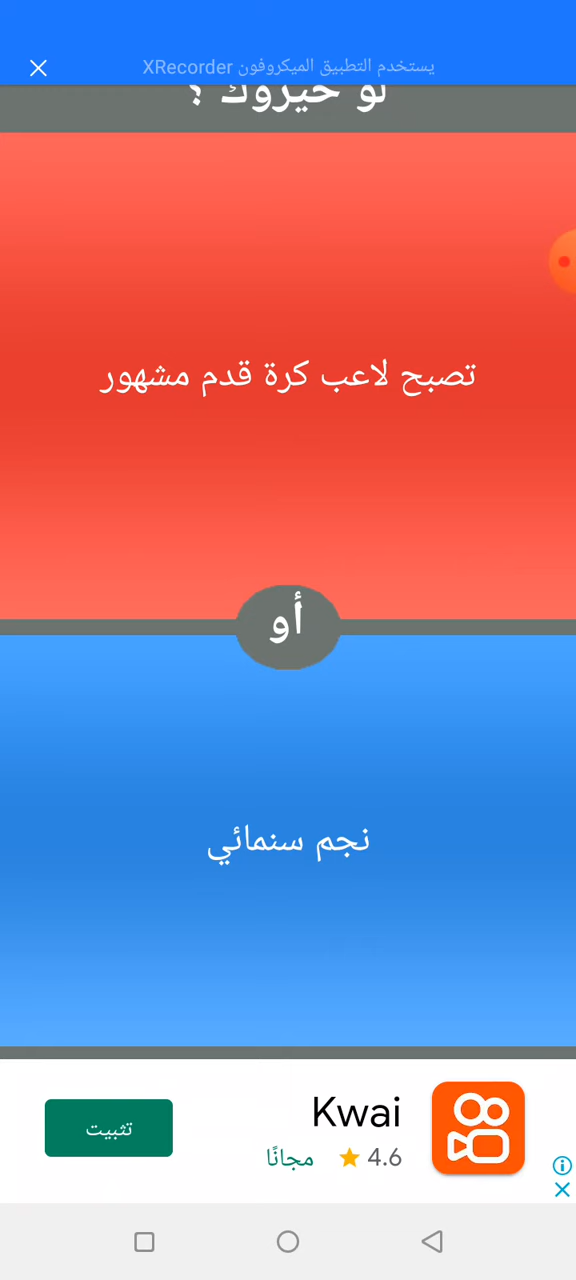 يستخدم التطبيق الميكروفون XRecorder
لو خيروك ؟
تصبح لاعب كرة قدم مشهور
أو
نجم سنمائي
Kwai
4.6 ★ مجانًا
تثبيت